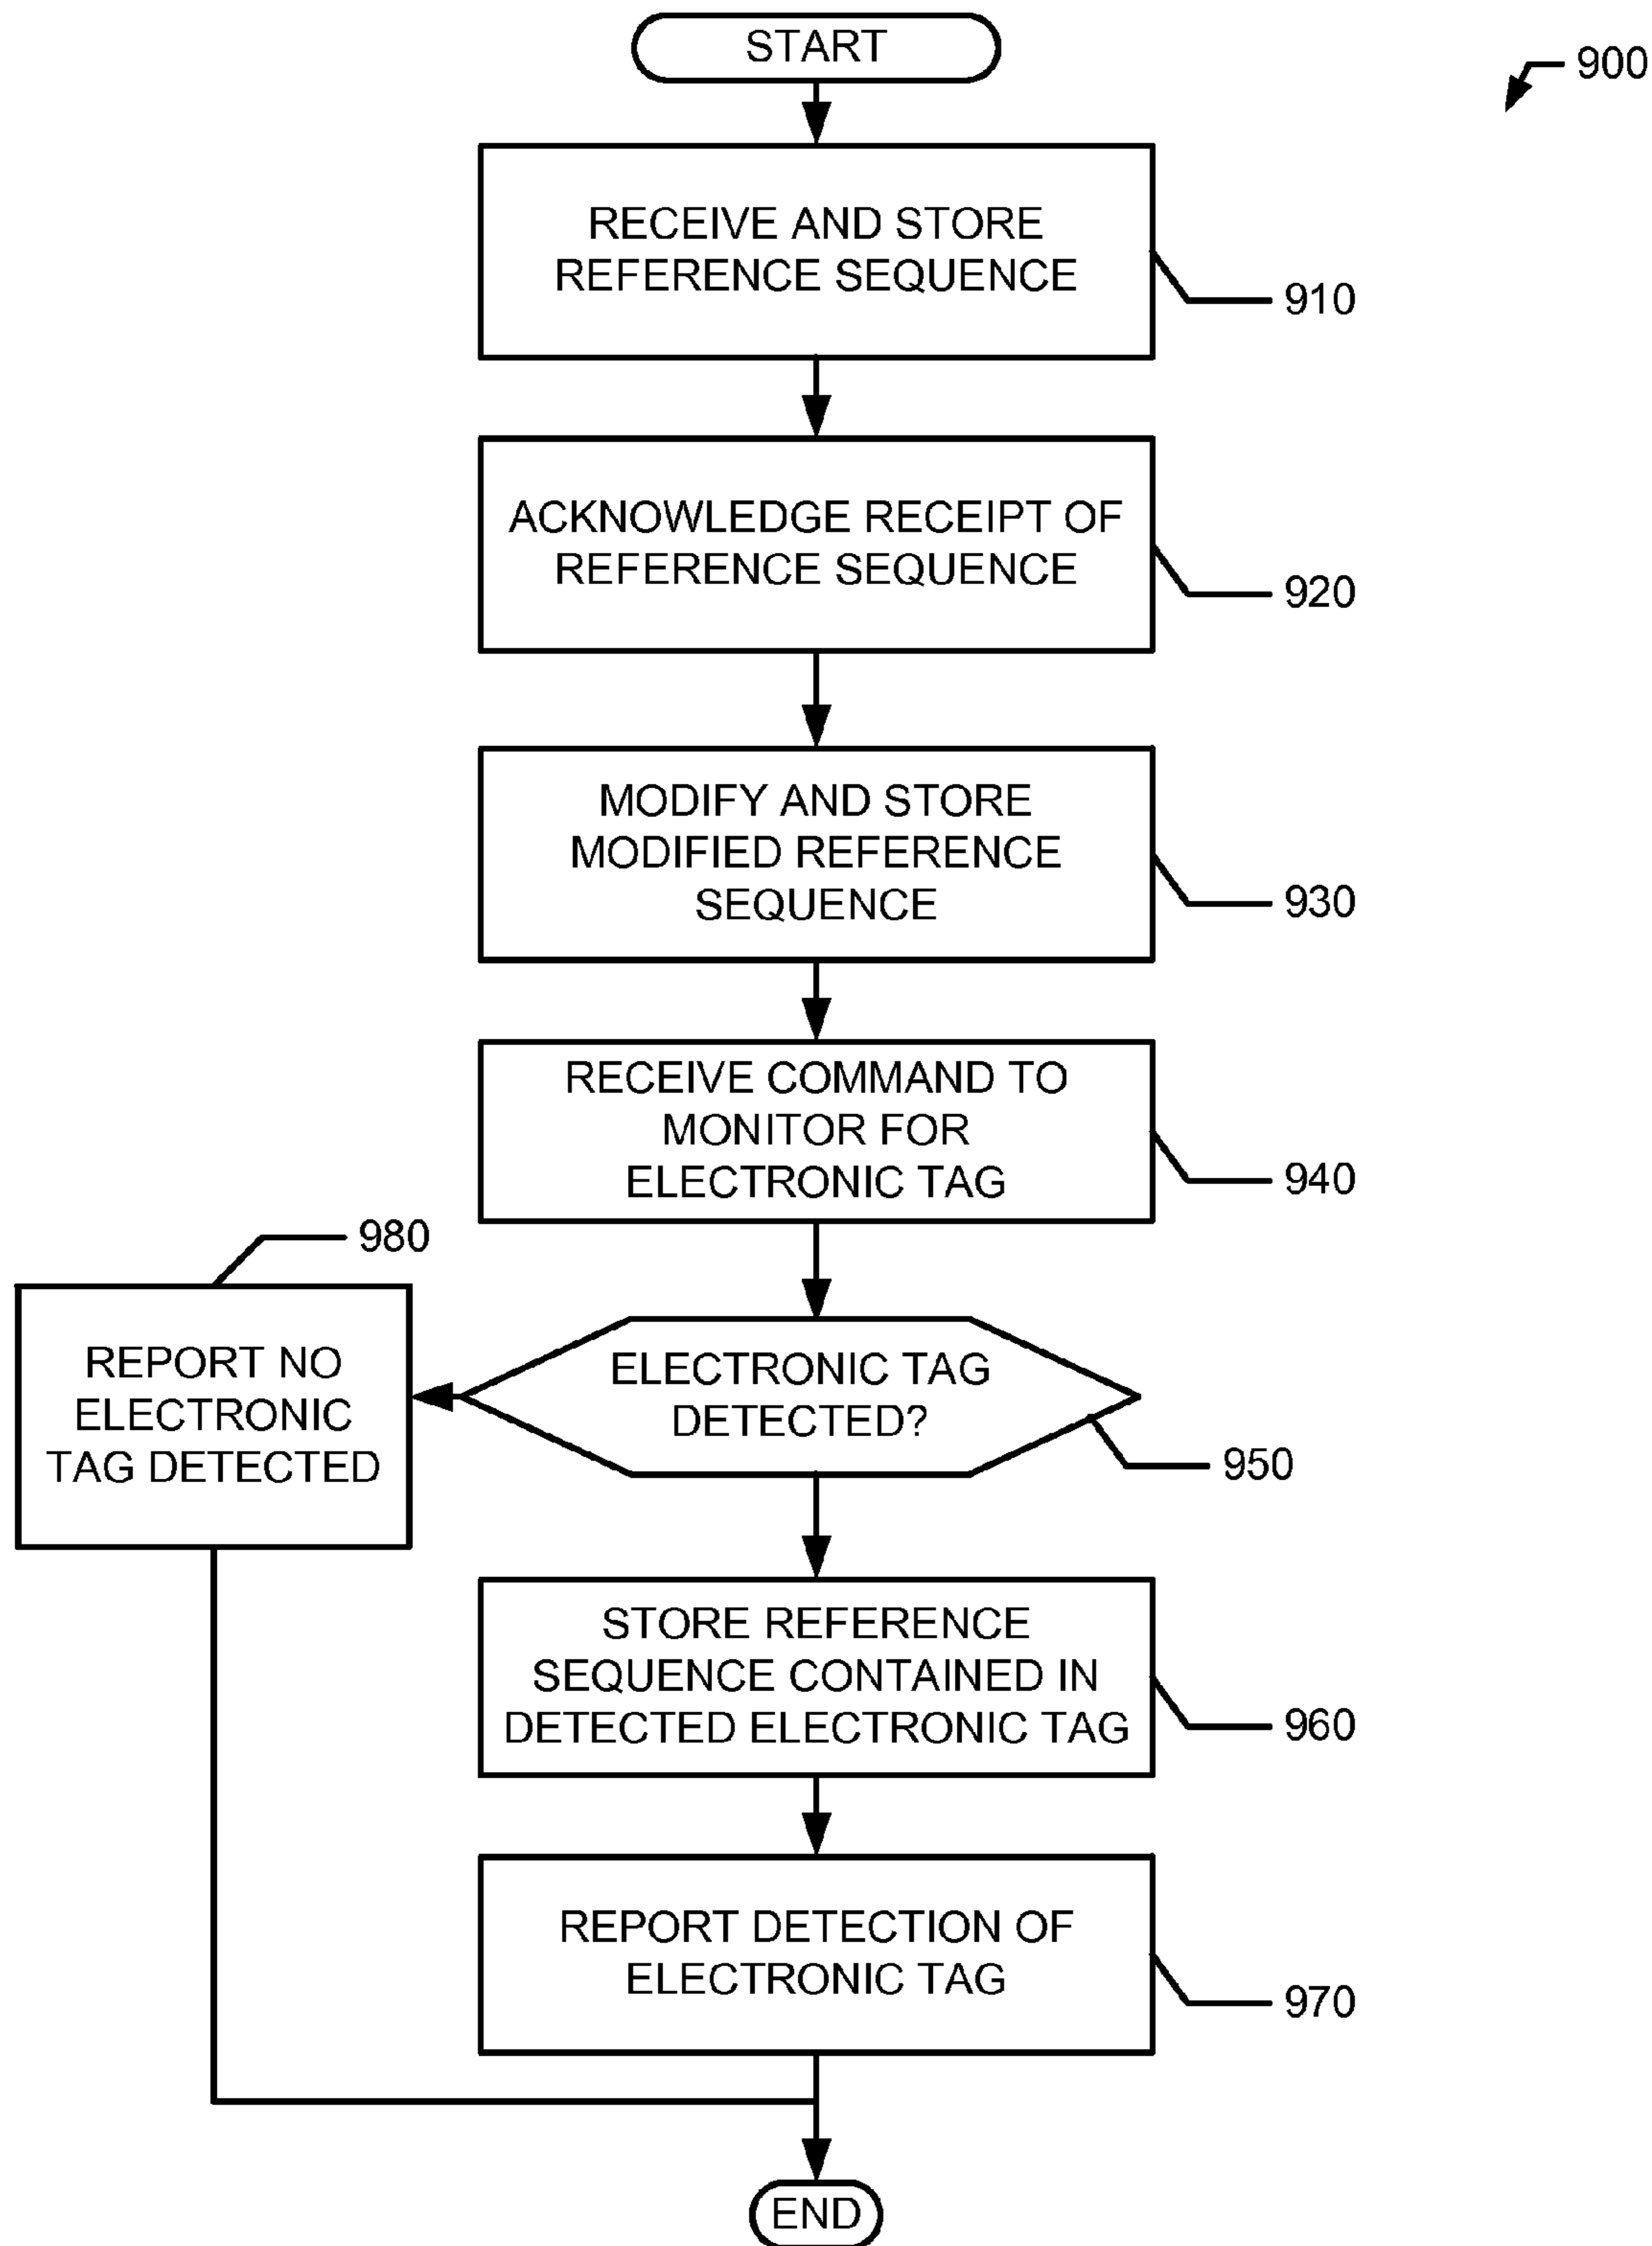 START
900
RECEIVE AND STORE
REFERENCE SEQUENCE
910
ACKNOWLEDGE RECEIPT OF
REFERENCE SEQUENCE
920
MODIFY AND STORE
MODIFIED REFERENCE
SEQUENCE
930
RECEIVE COMMAND TO
MONITOR FOR
ELECTRONIC TAG
940
980
REPORT NO
ELECTRONIC
TAG DETECTED
ELECTRONIC TAG
DETECTED?
950
STORE REFERENCE
SEQUENCE CONTAINED IN
DETECTED ELECTRONIC TAG
960
REPORT DETECTION OF
ELECTRONIC TAG
970
END